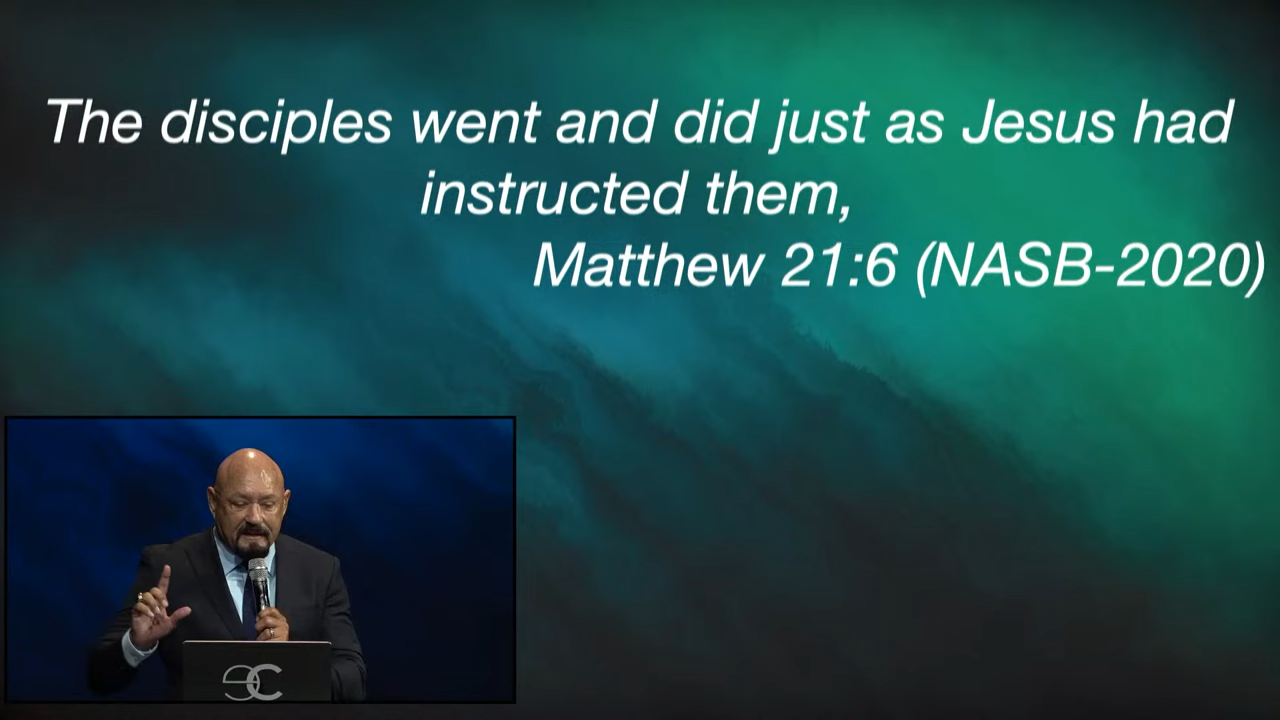 The disciples went and did just as Jesus had
instructed them,
Matthew 21:6 (NASB-2020)